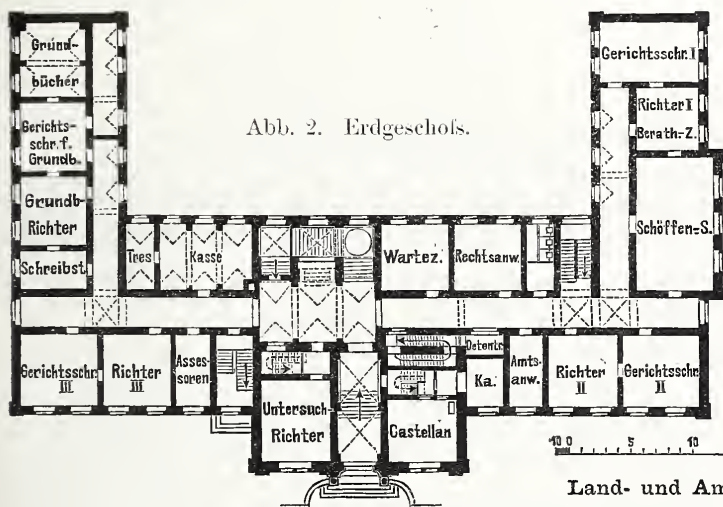 Abb. 2. Erdgeschoſs.
Grund-
bücher
Gerichts-
schr. f.
Grundb.
Grundb-
Richter
Schreibst.
Tres
Kasse
Wartez.
Rechtsanw.
Gerichtsschr. I
Richter I
Berath.-Z.
Schöffen-S.
Gerichtsschr.
III
Richter
III
Asses-
soren
Untersuch-
Richter
Castellan
Detentr.
Ka.
Amts-
anw.
Richter
II
Gerichtsschr.
II
10 0 5 10
Land- und Am